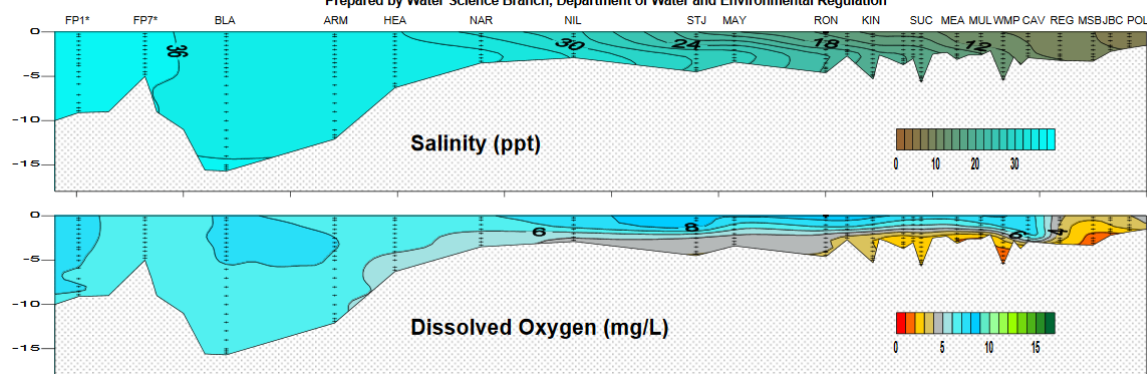 Prepared by Water Science Branch, Department of Water and Environmental Regulation
FP1* FP7* BLA ARM HEA NAR NIL STJ MAY RON KIN SUC MEA MUL WMP CAV REG MSB JBC POL
0
-5
-10
-15
36 30 24 18 12
Salinity (ppt)
0 10 20 30
0
-5
-10
-15
6 8 6 4
Dissolved Oxygen (mg/L)
0 5 10 15